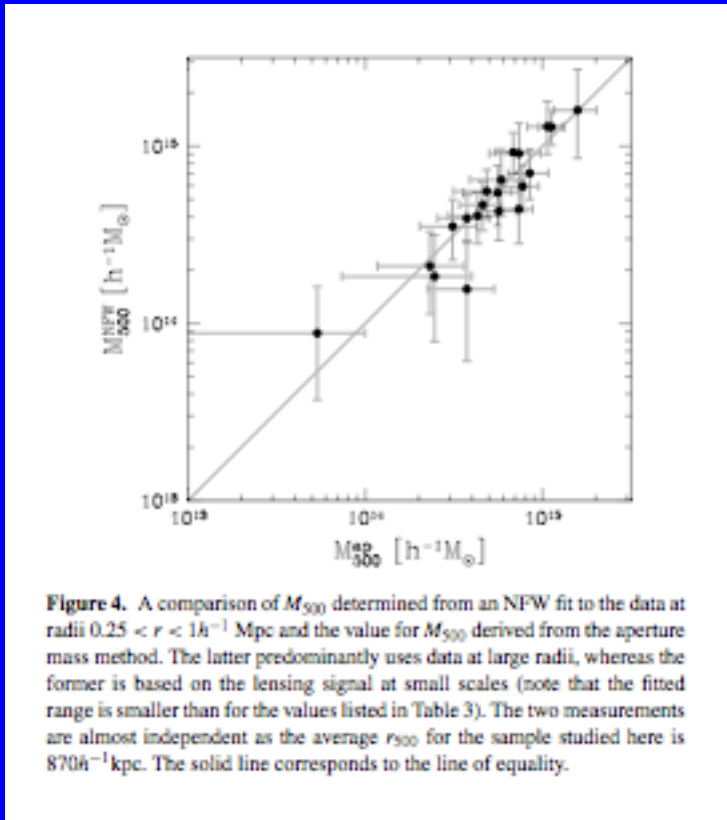 10¹⁵
M₅₀₀ᴺᶠᵂ [h⁻¹M☉]
10¹⁴
10¹³
10¹³ 10¹⁴ 10¹⁵
M₅₀₀ᵃᵖ [h⁻¹M☉]
Figure 4. A comparison of M₅₀₀ determined from an NFW fit to the data at
radii 0.25 < r < 1h⁻¹ Mpc and the value for M₅₀₀ derived from the aperture
mass method. The latter predominantly uses data at large radii, whereas the
former is based on the lensing signal at small scales (note that the fitted
range is smaller than for the values listed in Table 3). The two measurements
are almost independent as the average r₅₀₀ for the sample studied here is
870h⁻¹kpc. The solid line corresponds to the line of equality.